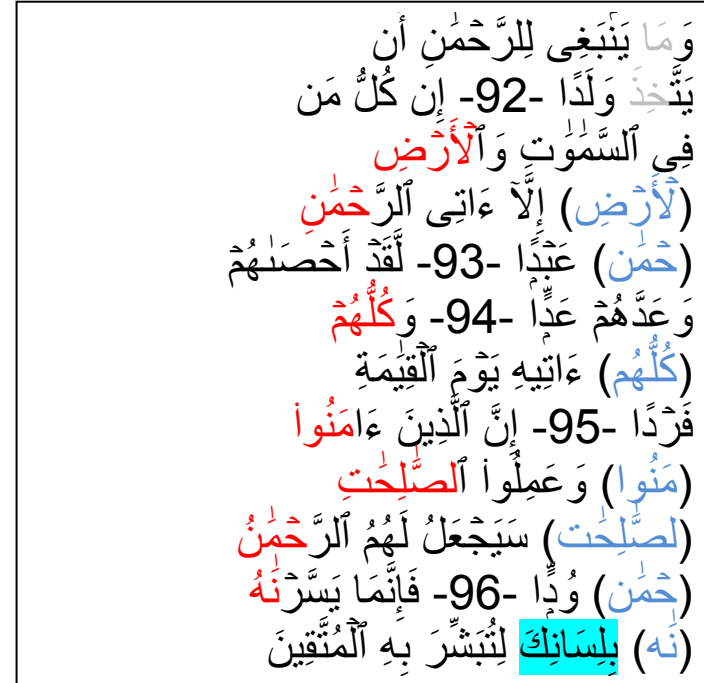 وَمَا يَنۢبَغِى لِلرَّحۡمَٰنِ أَن
يَتَّخِذَ وَلَدًا -92- إِن كُلُّ مَن
فِى ٱلسَّمَٰوَٰتِ وَٱلۡأَرۡضِ
(لۡأَرۡضِ) إِلَّآ ءَاتِى ٱلرَّحۡمَٰنِ
(حۡمَٰن) عَبۡدٗا -93- لَّقَدۡ أَحۡصَىٰهُمۡ
وَعَدَّهُمۡ عَدّٗا -94- وَكُلُّهُمۡ
(كُلُّهُم) ءَاتِيهِ يَوۡمَ ٱلۡقِيَٰمَةِ
فَرۡدًا -95- إِنَّ ٱلَّذِينَ ءَامَنُواْ
(مَنُوا) وَعَمِلُواْ ٱلصَّٰلِحَٰتِ
(لصَّٰلِحَٰت) سَيَجۡعَلُ لَهُمُ ٱلرَّحۡمَٰنُ
(حۡمَٰن) وُدّٗا -96- فَإِنَّمَا يَسَّرۡنَٰهُ
(نَٰه) بِلِسَانِكَ لِتُبَشِّرَ بِهِ ٱلۡمُتَّقِينَ